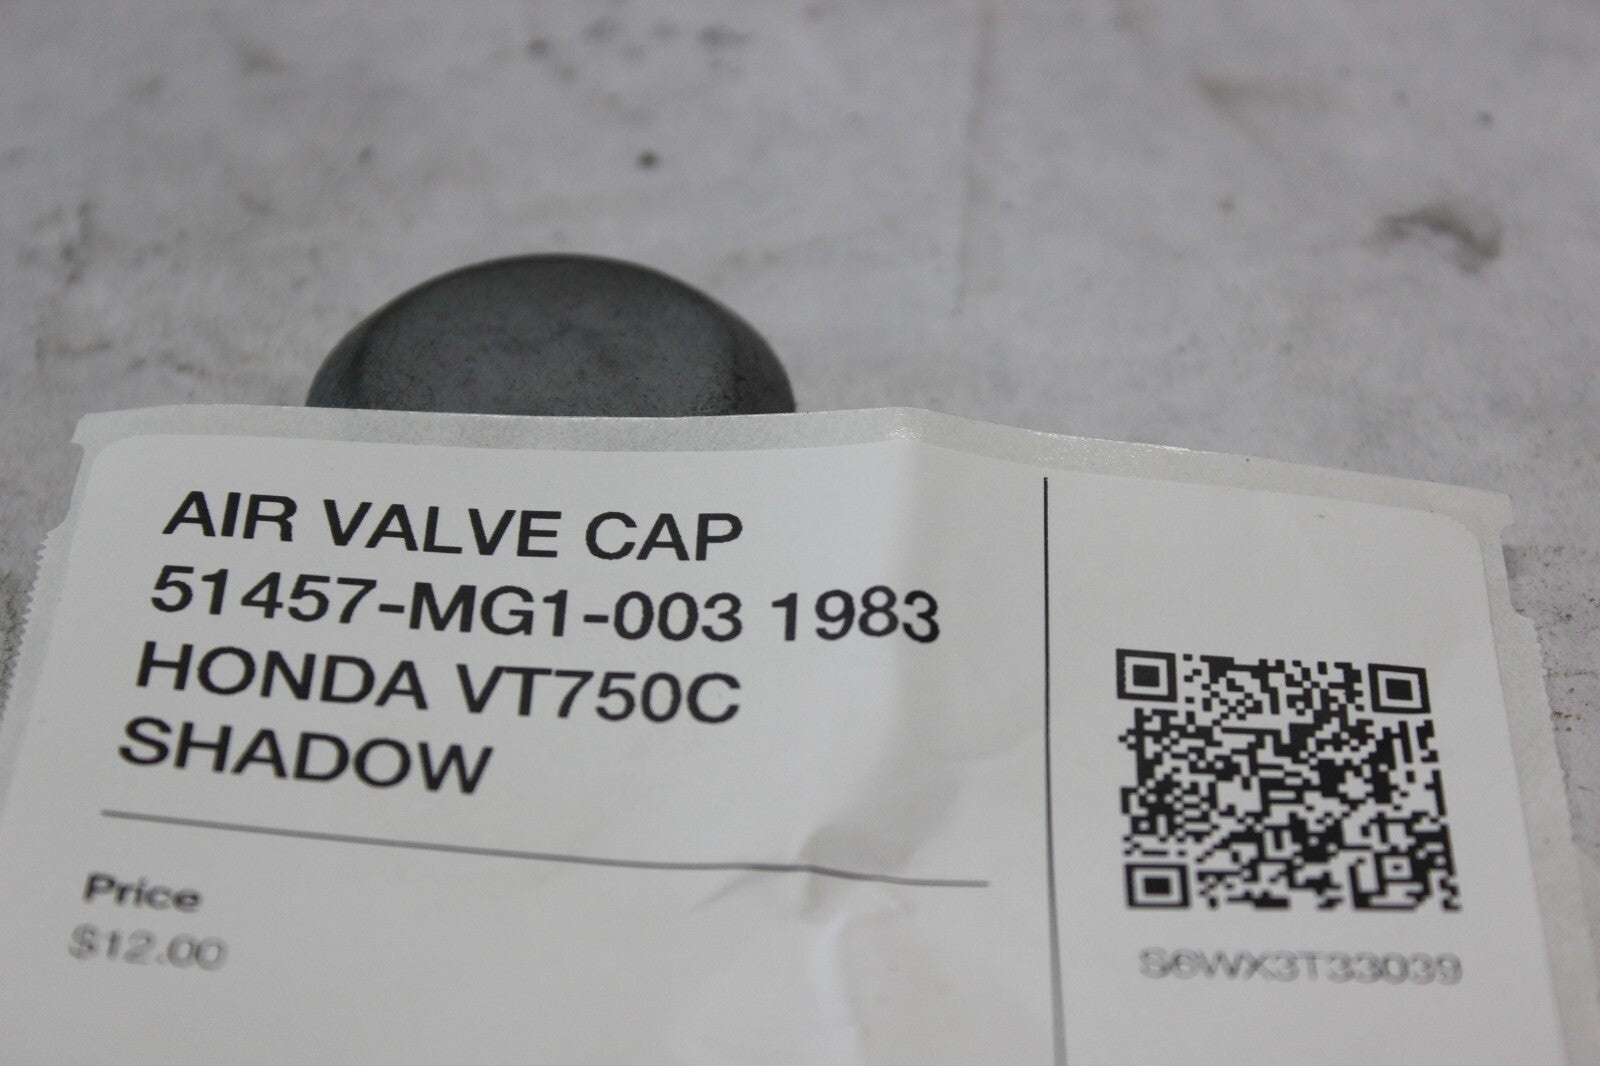 AIR VALVE CAP
51457-MG1-003 1983
HONDA VT750C
SHADOW
Price
$12.00
S6WX3T33039